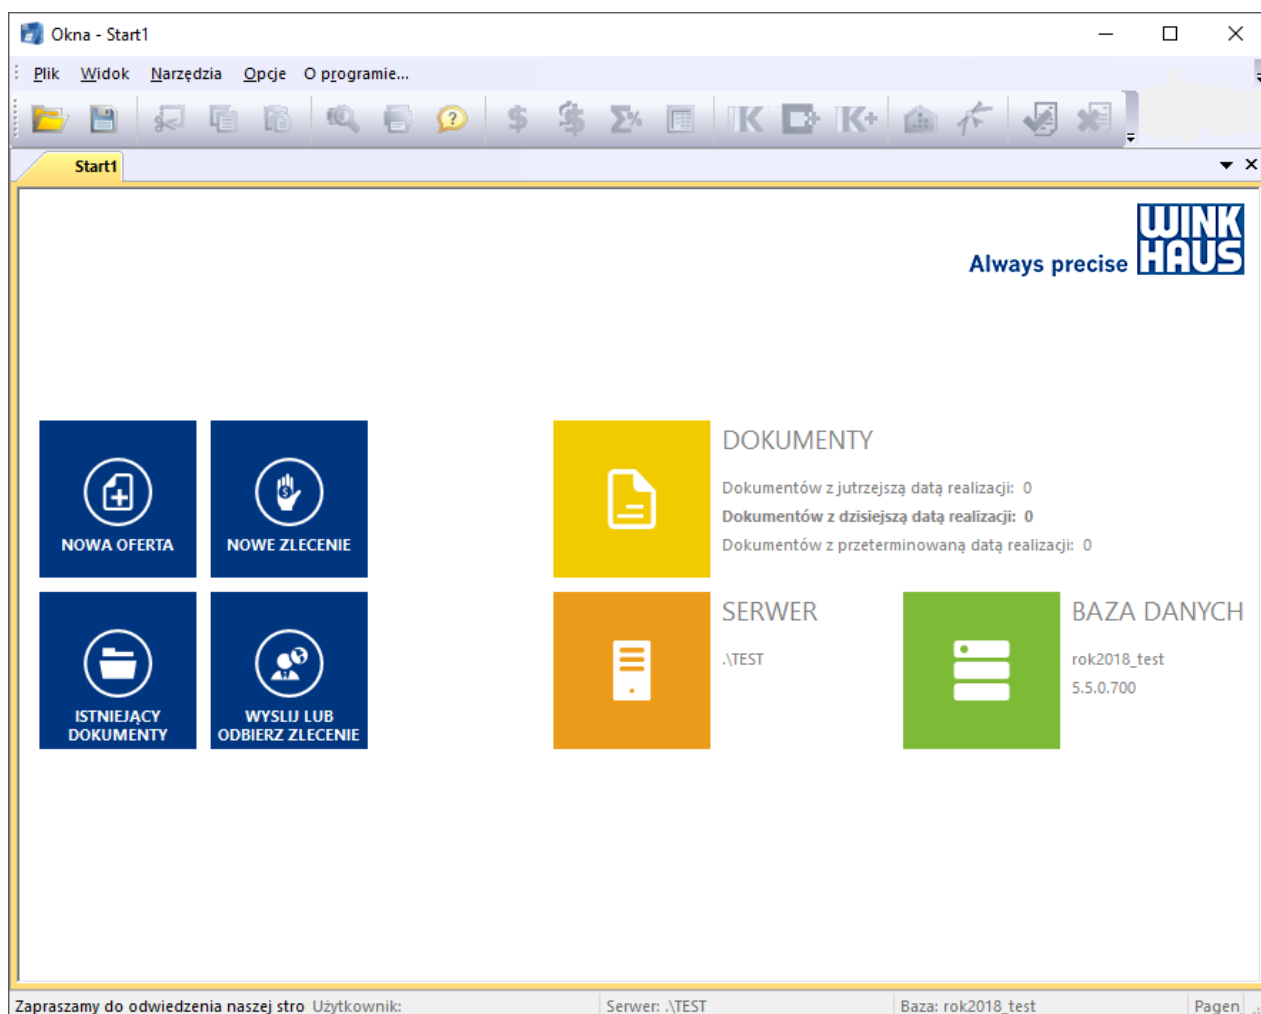 Okna - Start1
Plik Widok Narzędzia Opcje O programie...
$ $ Σ% K K+
Start1
WINK
HAUS
Always precise
DOKUMENTY
Dokumentów z jutrzejszą datą realizacji: 0
Dokumentów z dzisiejszą datą realizacji: 0
Dokumentów z przeterminowaną datą realizacji: 0
NOWA OFERTA
NOWE ZLECENIE
SERWER
.\TEST
BAZA DANYCH
rok2018_test
5.5.0.700
ISTNIEJĄCY
DOKUMENTY
WYSLIJ LUB
ODBIERZ ZLECENIE
Zapraszamy do odwiedzenia naszej stro Użytkownik: Serwer: .\TEST Baza: rok2018_test Pagen